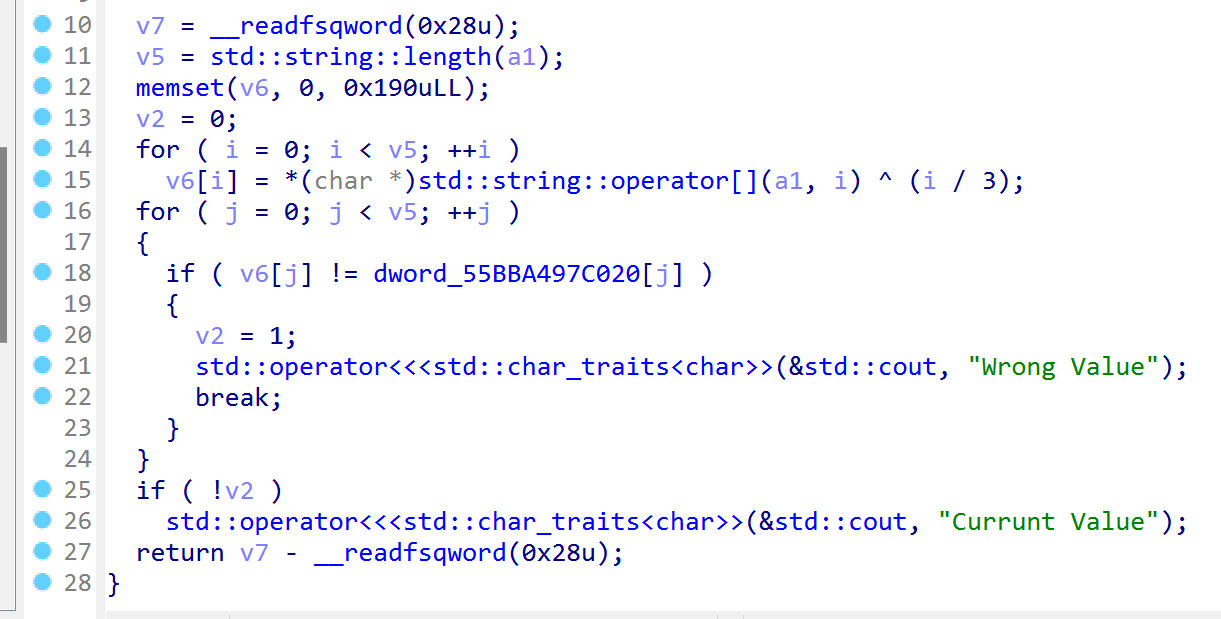 10 v7 = __readfsqword(0x28u);
11 v5 = std::string::length(a1);
12 memset(v6, 0, 0x190uLL);
13 v2 = 0;
14 for ( i = 0; i < v5; ++i )
15 v6[i] = *(char *)std::string::operator[](a1, i) ^ (i / 3);
16 for ( j = 0; j < v5; ++j )
17 {
18 if ( v6[j] != dword_55BBA497C020[j] )
19 {
20 v2 = 1;
21 std::operator<<<std::char_traits<char>>(&std::cout, "Wrong Value");
22 break;
23 }
24 }
25 if ( !v2 )
26 std::operator<<<std::char_traits<char>>(&std::cout, "Currunt Value");
27 return v7 - __readfsqword(0x28u);
28 }